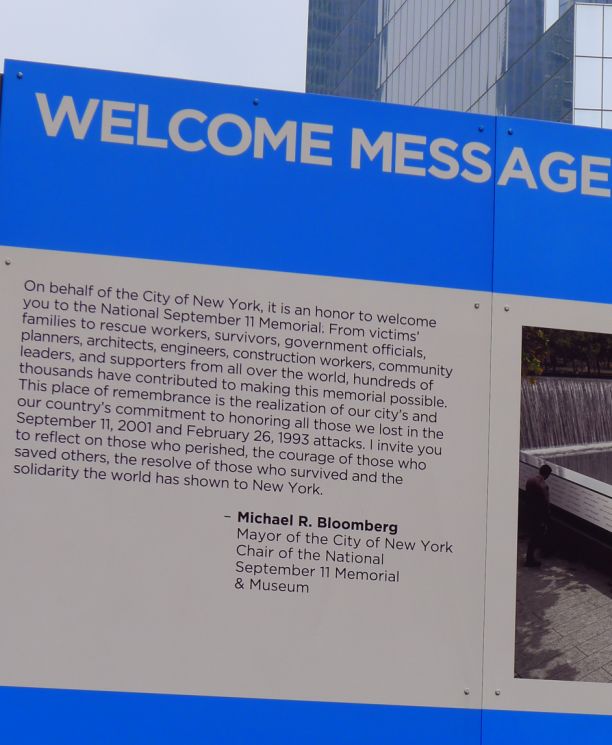 WELCOME MESSAGE
On behalf of the City of New York, it is an honor to welcome
you to the National September 11 Memorial. From victims'
families to rescue workers, survivors, government officials,
planners, architects, engineers, construction workers, community
leaders, and supporters from all over the world, hundreds of
thousands have contributed to making this memorial possible.
This place of remembrance is the realization of our city's and
our country's commitment to honoring all those we lost in the
September 11, 2001 and February 26, 1993 attacks. I invite you
to reflect on those who perished, the courage of those who
saved others, the resolve of those who survived and the
solidarity the world has shown to New York.
– Michael R. Bloomberg
Mayor of the City of New York
Chair of the National
September 11 Memorial
& Museum